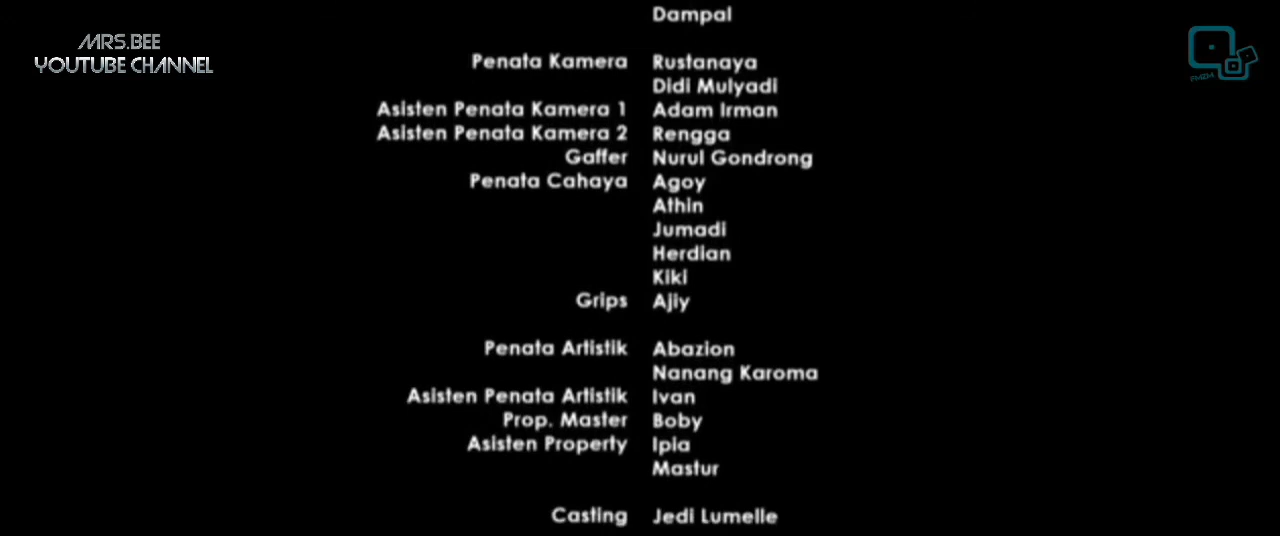 Dampal
MRS.BEE
YOUTUBE CHANNEL
Penata Kamera Rustanaya
Didi Mulyadi
Asisten Penata Kamera 1 Adam Irman
Asisten Penata Kamera 2 Rengga
Gaffer Nurul Gondrong
Penata Cahaya Agoy
Athin
Jumadi
Herdian
Kiki
Grips Ajiy
Penata Artistik Abazion
Nanang Karoma
Asisten Penata Artistik Ivan
Prop. Master Boby
Asisten Property Ipia
Mastur
Casting Jedi Lumelle